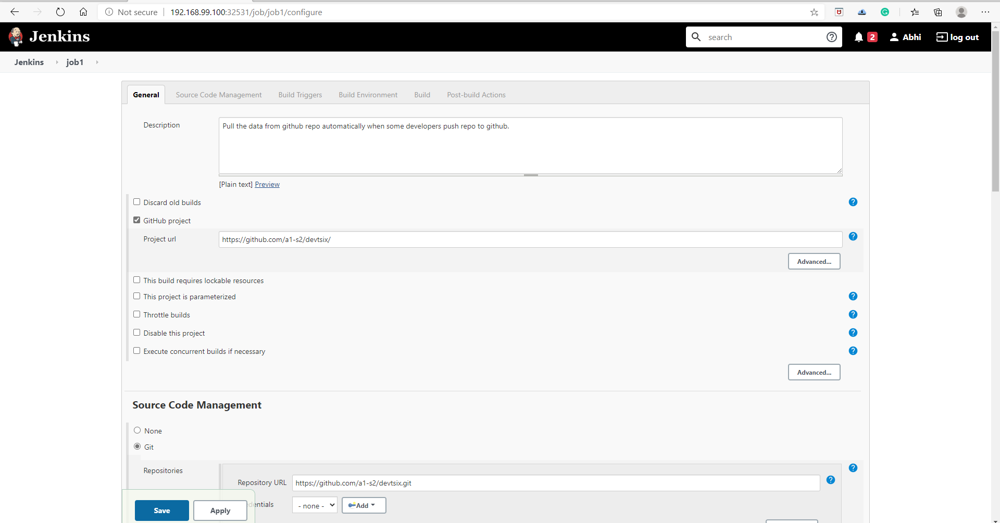 Not secure 192.168.99.100:32531/job/job1/configure
Jenkins
search
2
Abhi
log out
Jenkins job1
General Source Code Management Build Triggers Build Environment Build Post-build Actions
Description
Pull the data from github repo automatically when some developers push repo to github.
[Plain text] Preview
Discard old builds
GitHub project
Project url
https://github.com/a1-s2/devtsix/
Advanced...
This build requires lockable resources
This project is parameterized
Throttle builds
Disable this project
Execute concurrent builds if necessary
Advanced...
Source Code Management
None
Git
Repositories
Repository URL
https://github.com/a1-s2/devtsix.git
dentials
- none -
Add
Save
Apply